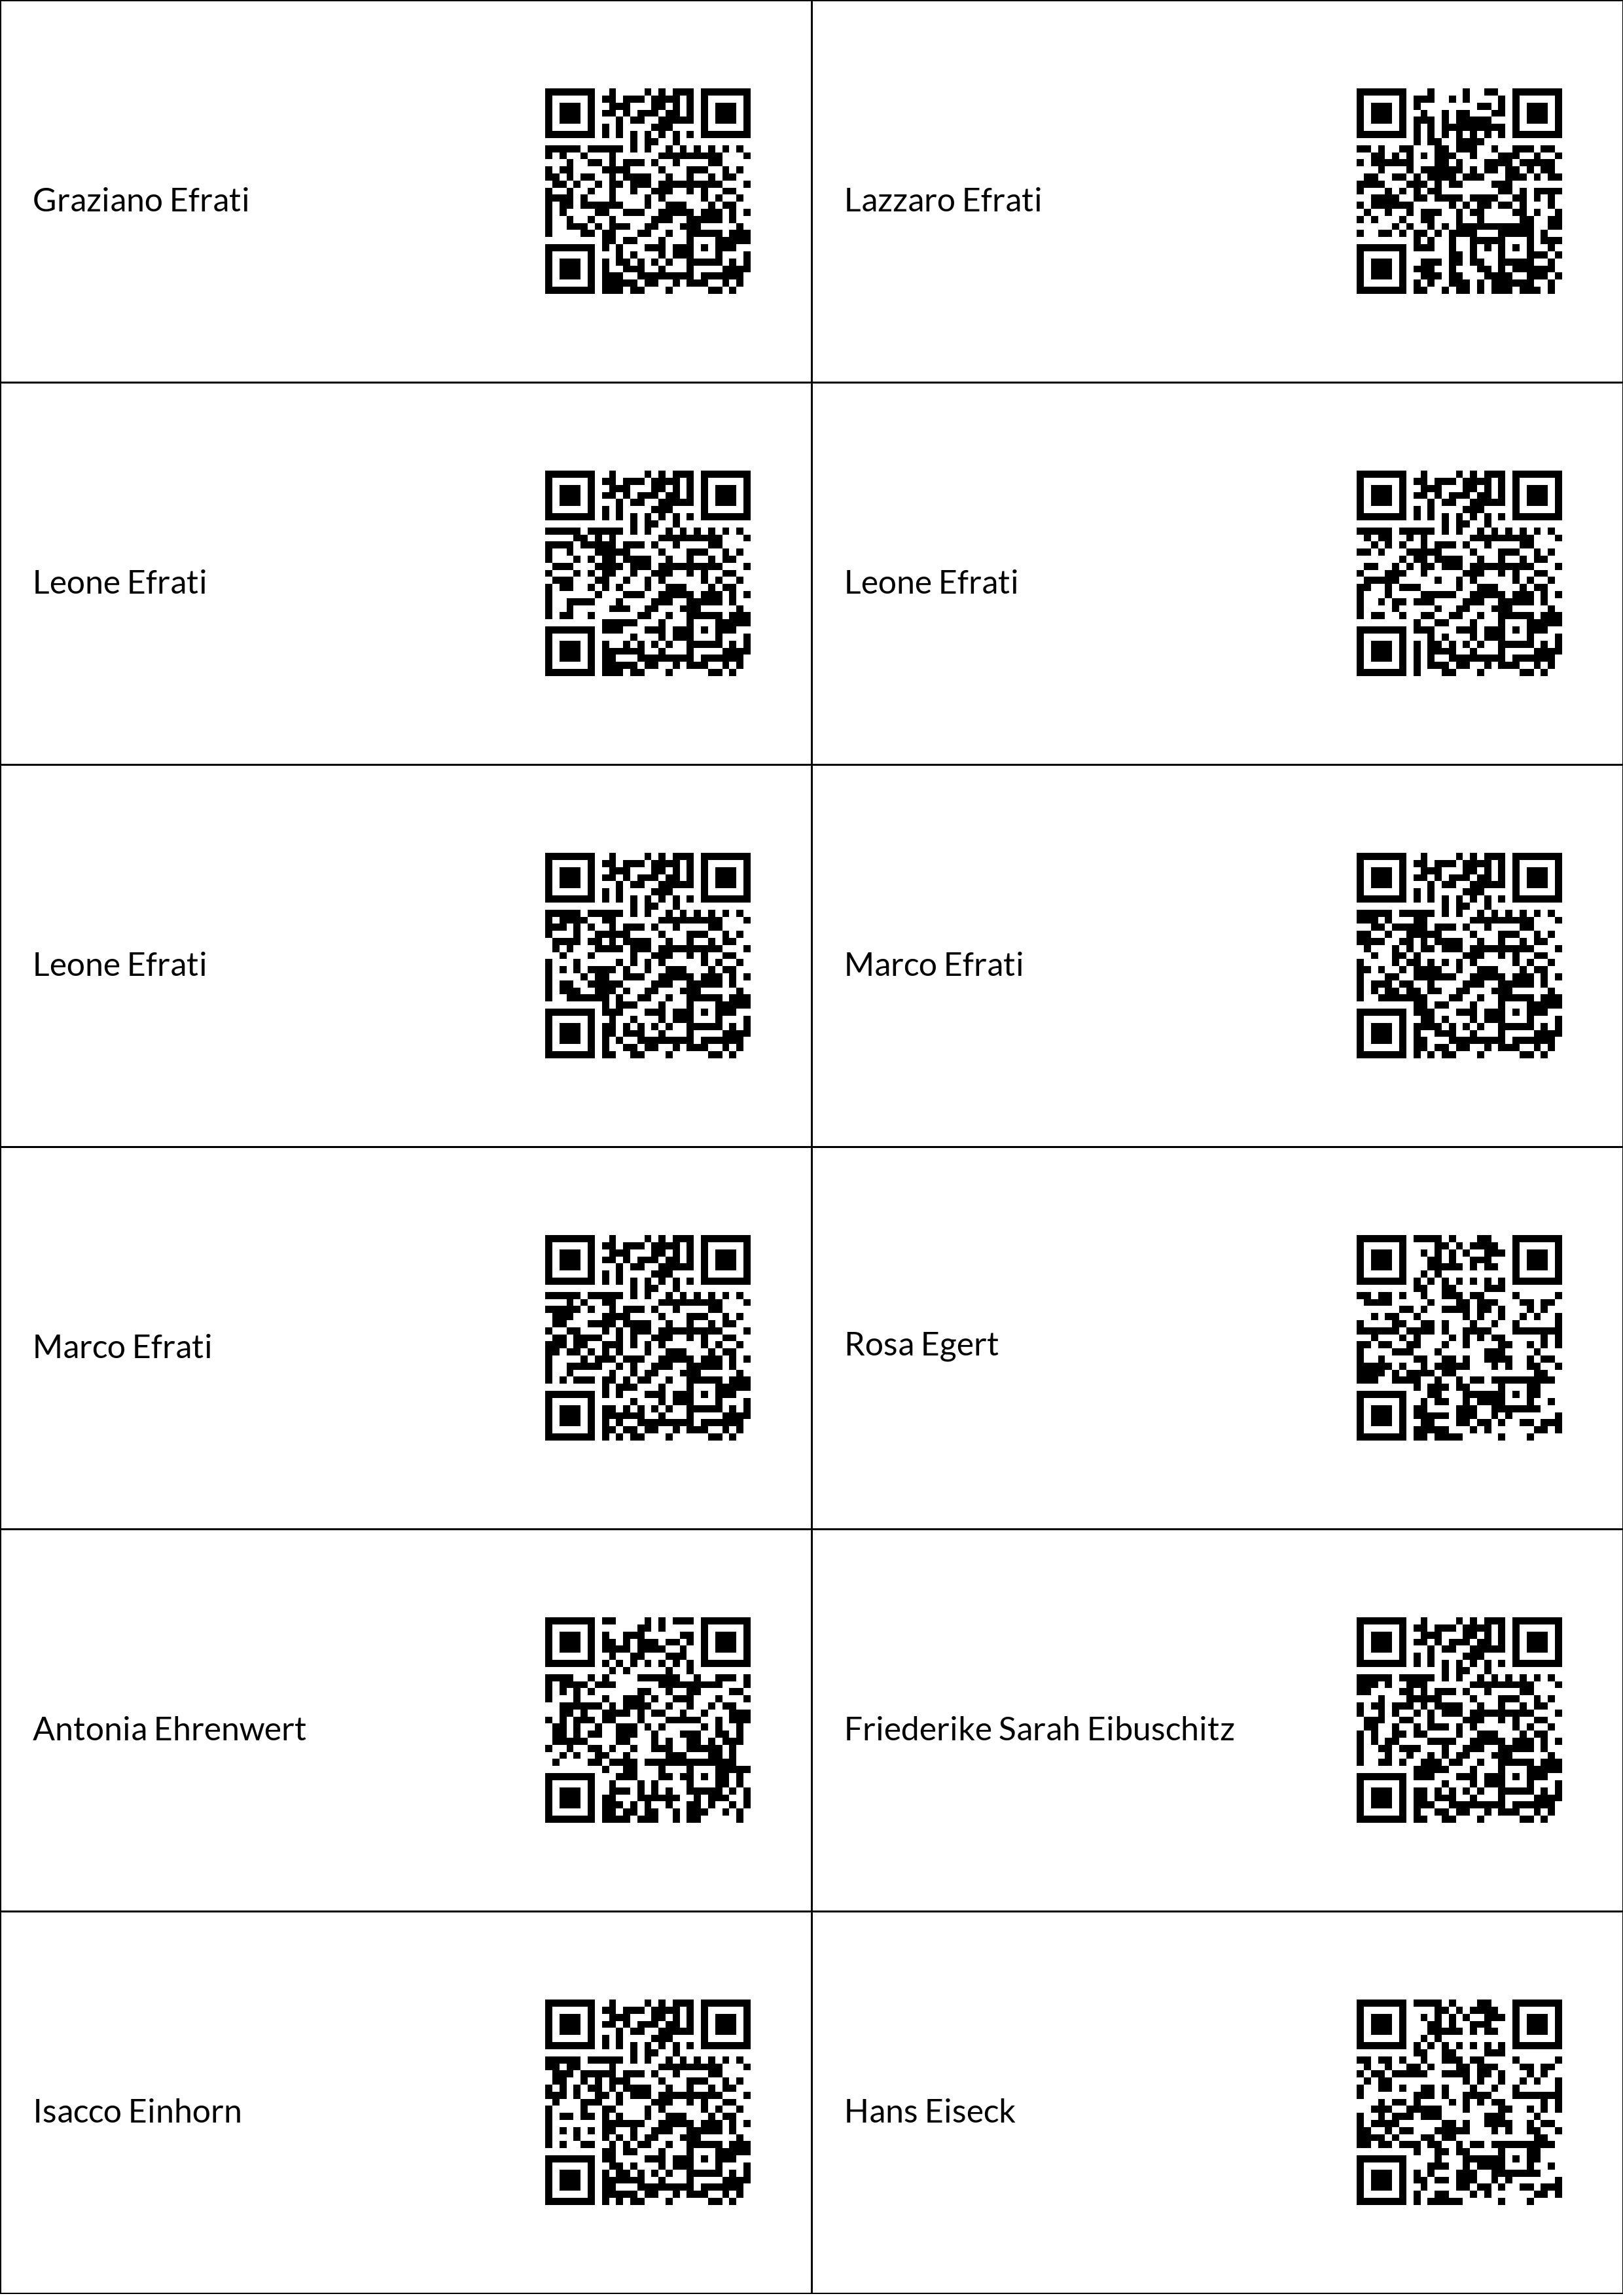 Graziano Efrati
Lazzaro Efrati
Leone Efrati
Leone Efrati
Leone Efrati
Marco Efrati
Marco Efrati
Rosa Egert
Antonia Ehrenwert
Friederike Sarah Eibuschitz
Isacco Einhorn
Hans Eiseck